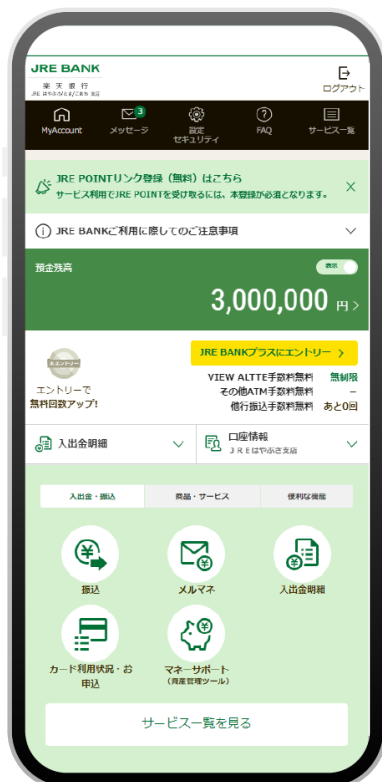 JRE BANK
楽天銀行
ログアウト
MyAccount
メッセージ
3
設定
セキュリティ
FAQ
サービス一覧
JRE POINTリンク登録（無料）はこちら
サービス利用でJRE POINTを受け取るには、本登録が必須となります。
JRE BANKご利用に際してのご注意事項
預金残高
表示
3,000,000 円
JRE BANKプラスにエントリー
未エントリー
エントリーで
無料回数アップ!
VIEW ALTTE手数料無料 無制限
その他ATM手数料無料 –
他行振込手数料無料 あと0回
入出金明細
口座情報
JREはやぶさ支店
入出金・振込
商品・サービス
便利な機能
振込
メルマネ
入出金明細
カード利用状況・お
申込
マネーサポート
(資産管理ツール)
サービス一覧を見る